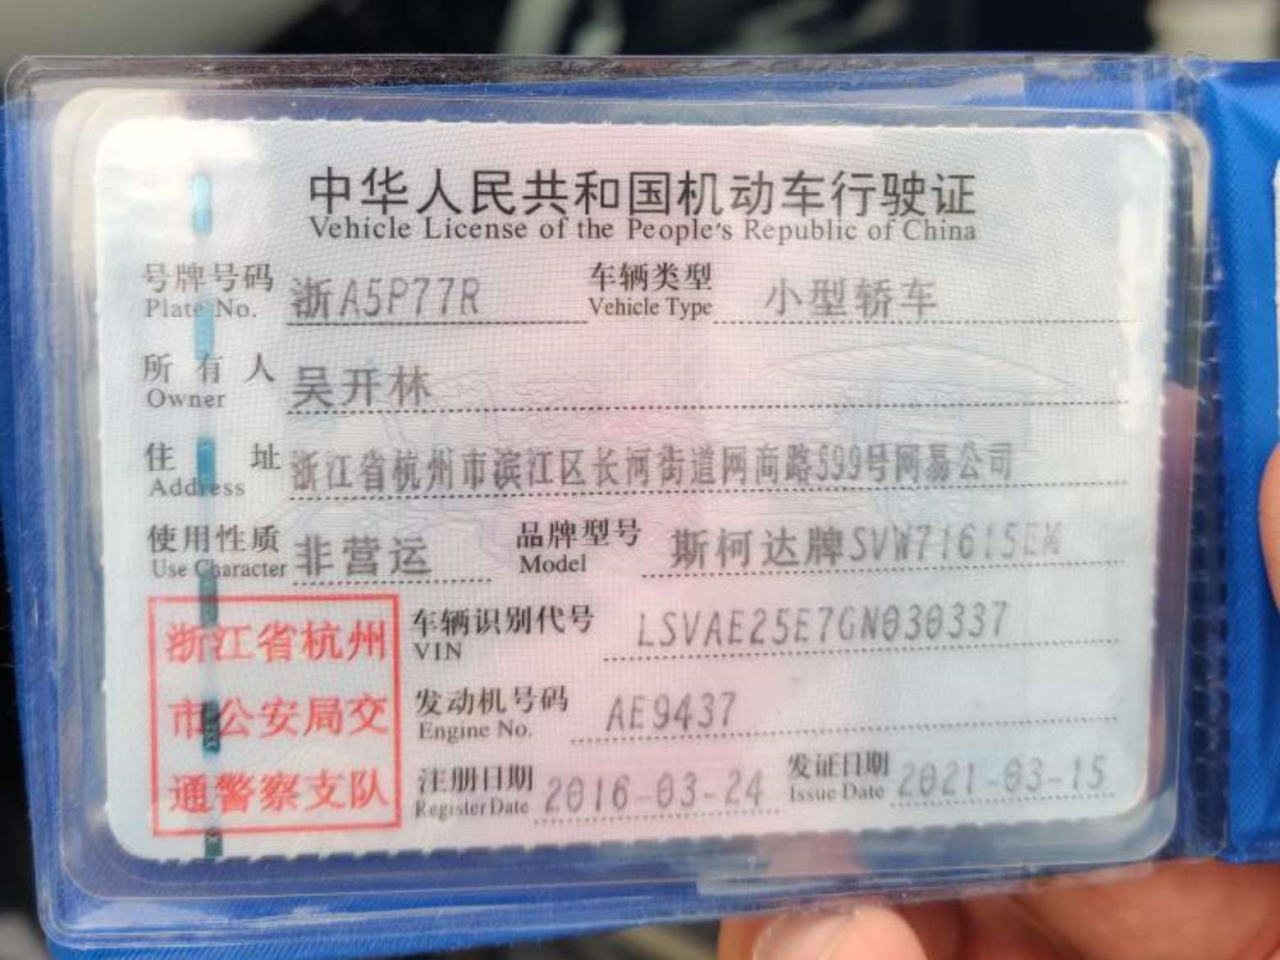 中华人民共和国机动车行驶证
Vehicle License of the People's Republic of China
号牌号码 浙A5P77R 车辆类型 小型轿车
Plate No. Vehicle Type
所有人 吴开林
Owner
住址 浙江省杭州市滨江区长河街道网商路599号网易公司
Address
使用性质 非营运 品牌型号 斯柯达牌SVW71615EM
Use Character Model
浙江省杭州
市公安局交
通警察支队
车辆识别代号 LSVAE25E7GN030337
VIN
发动机号码 AE9437
Engine No.
注册日期 2016-03-24 发证日期 2021-03-15
Register Date Issue Date